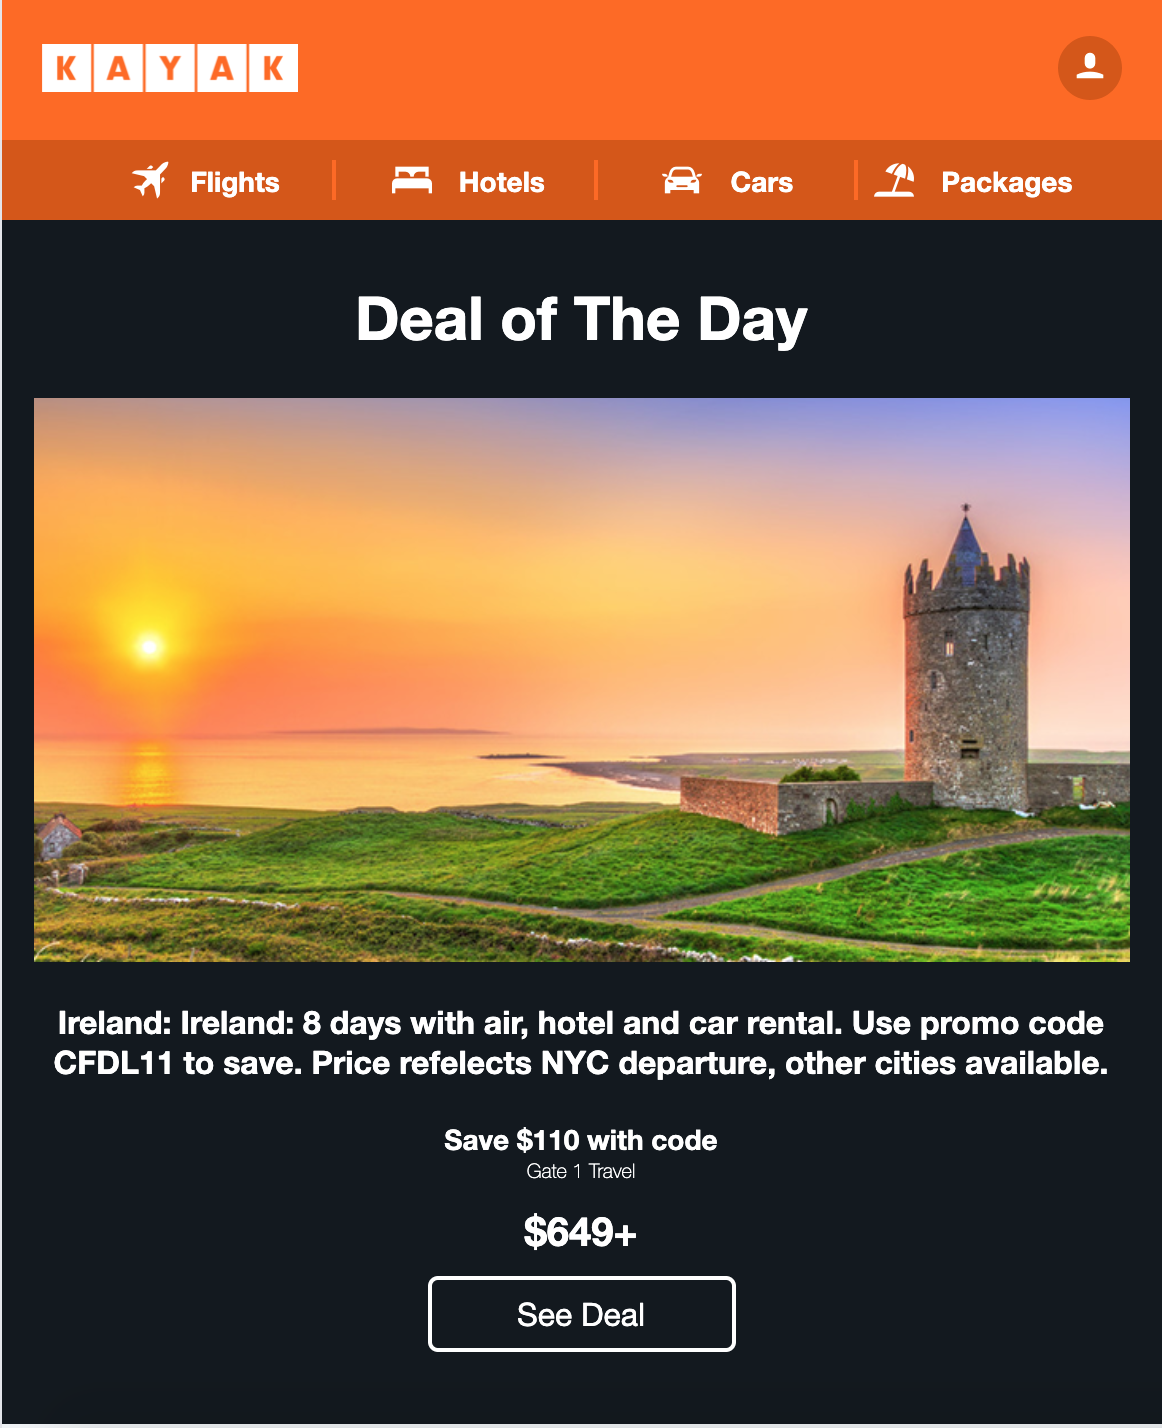 KAYAK
Flights
Hotels
Cars
Packages
Deal of The Day
Ireland: Ireland: 8 days with air, hotel and car rental. Use promo code
CFDL11 to save. Price refelects NYC departure, other cities available.
Save $110 with code
Gate 1 Travel
$649+
See Deal